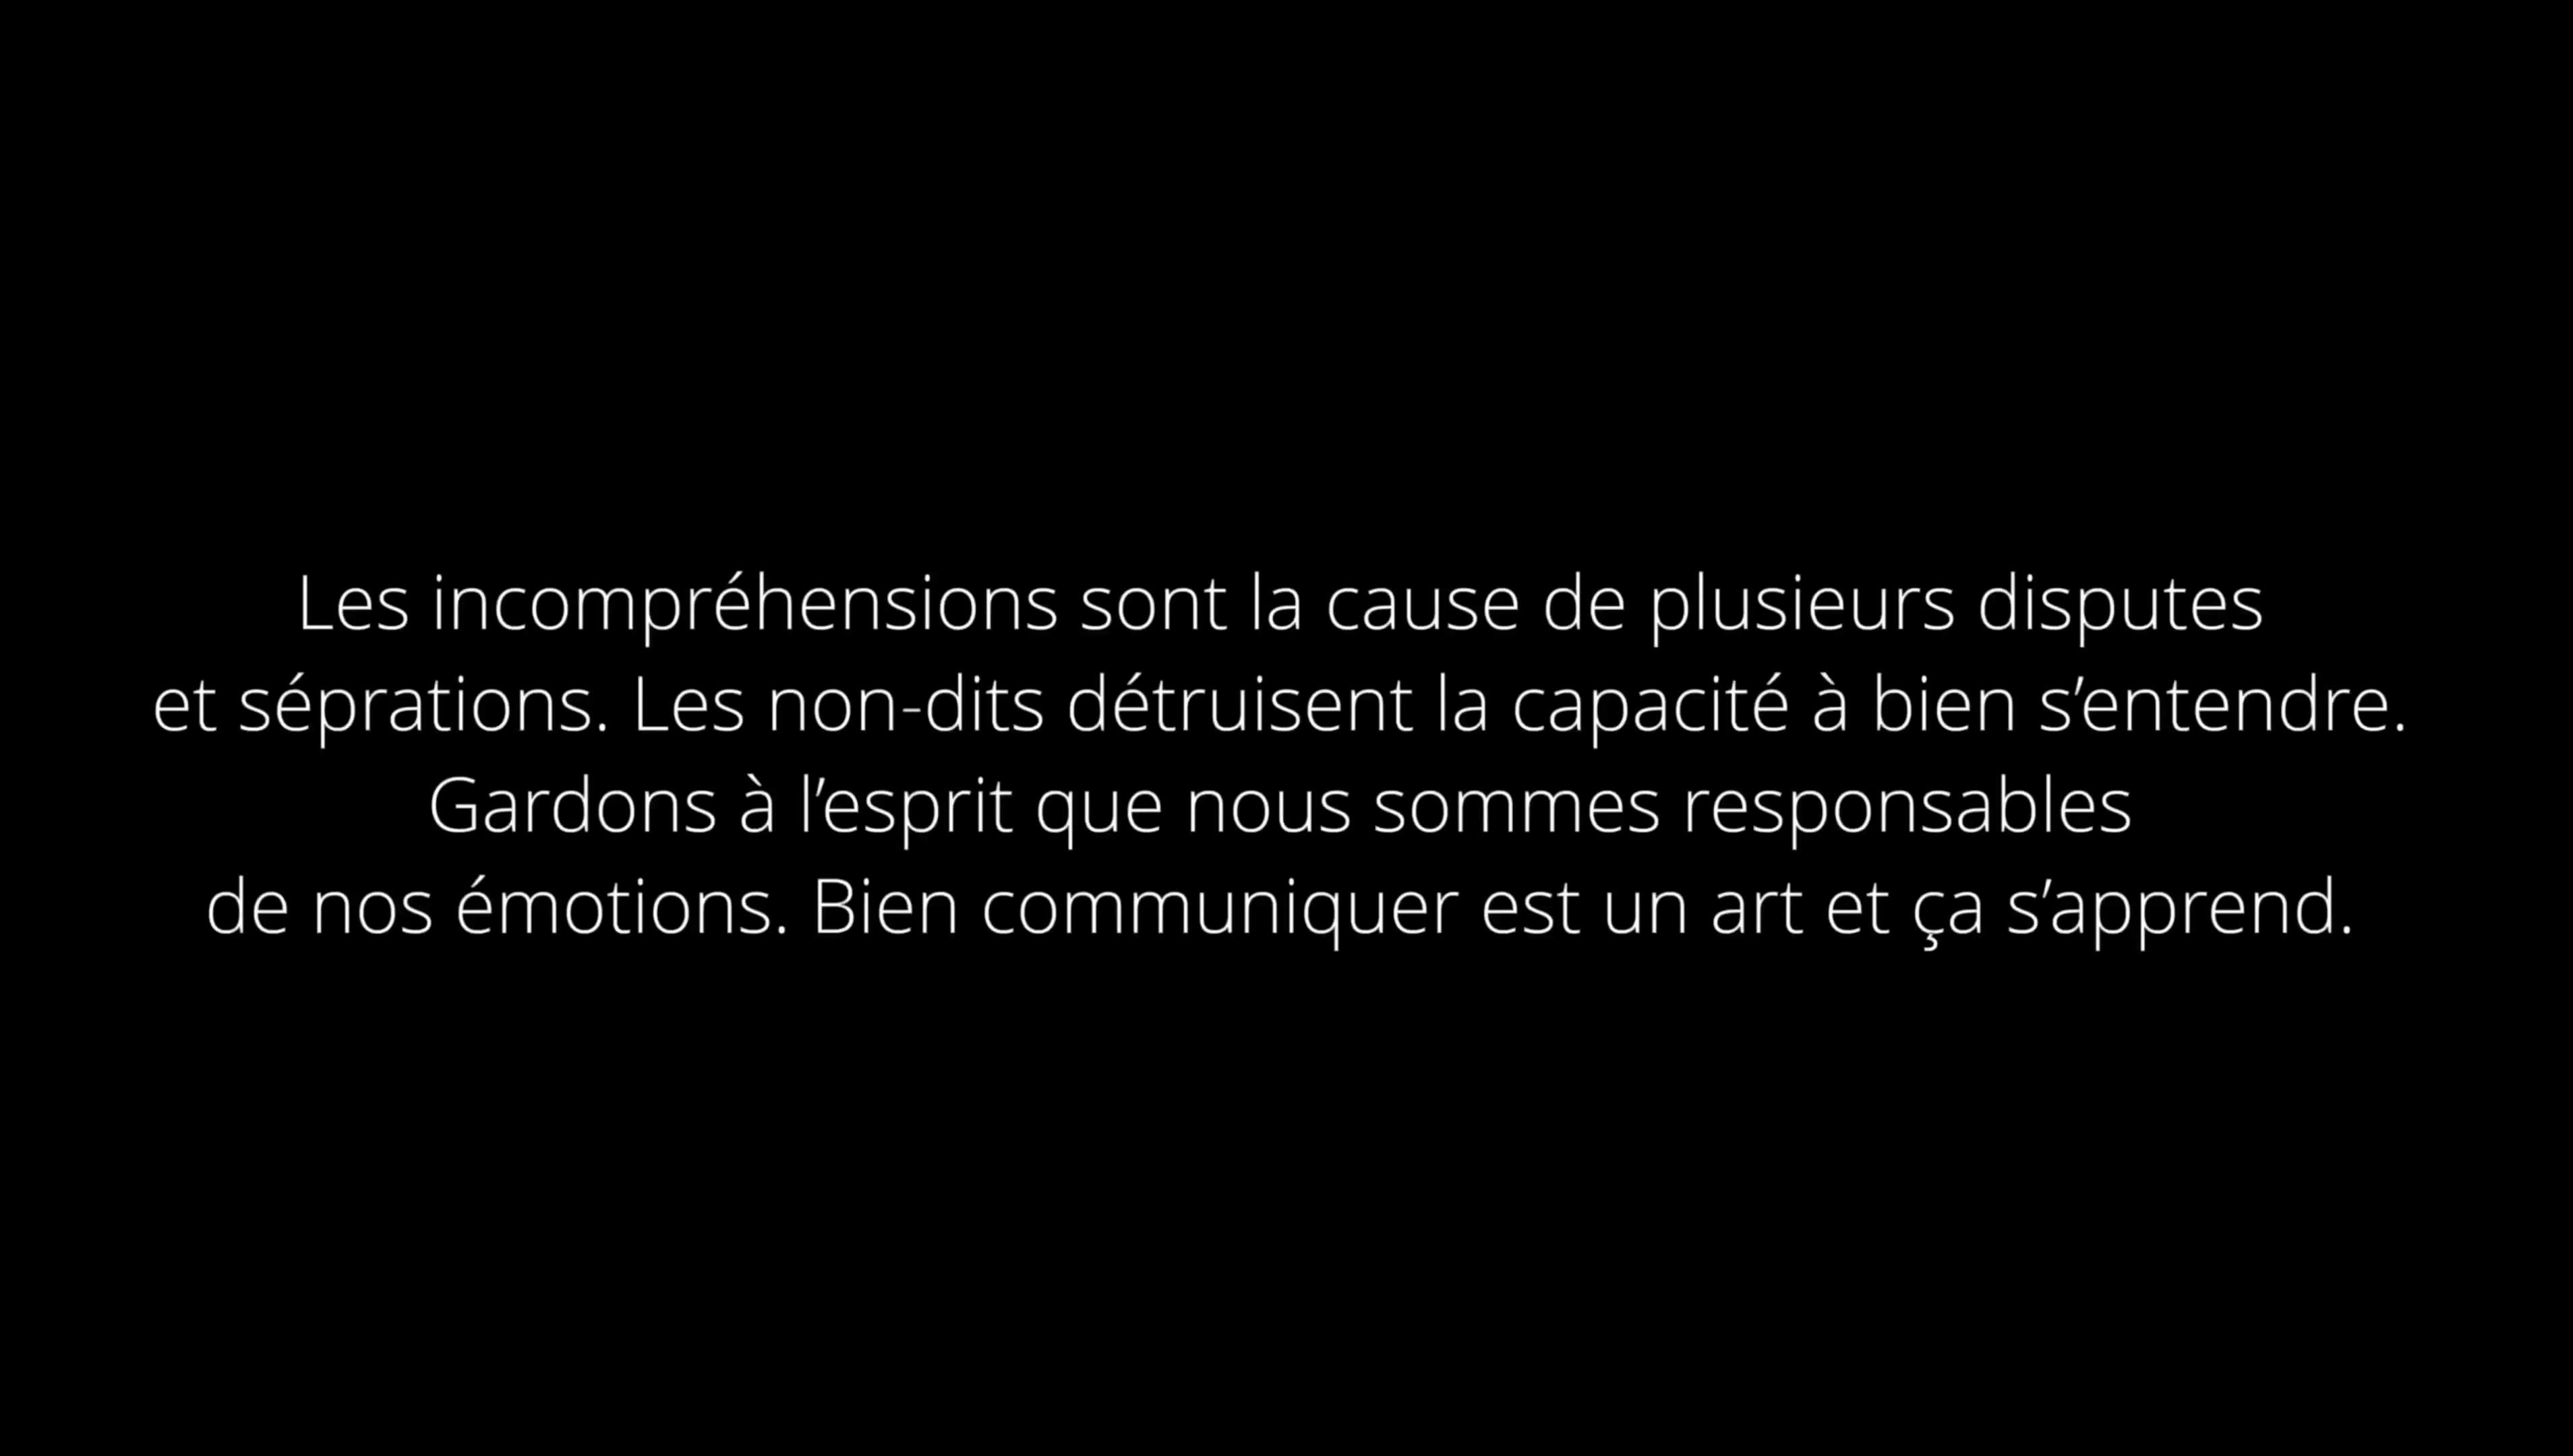 Les incompréhensions sont la cause de plusieurs disputes
et séprations. Les non-dits détruisent la capacité à bien s’entendre.
Gardons à l’esprit que nous sommes responsables
de nos émotions. Bien communiquer est un art et ça s’apprend.